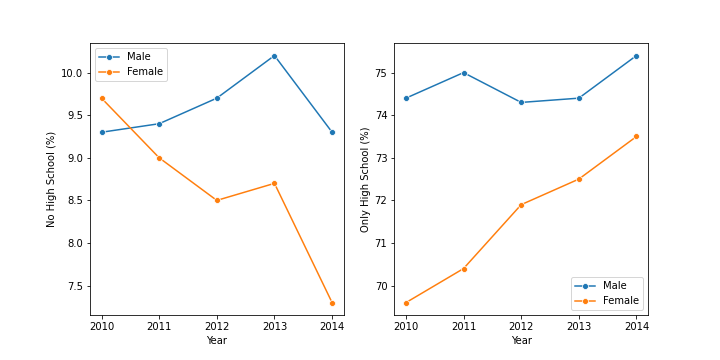 Male
Female
10.0
9.5
9.0
8.5
8.0
7.5
No High School (%)
2010 2011 2012 2013 2014
Year
75
74
73
72
71
70
Only High School (%)
Male
Female
2010 2011 2012 2013 2014
Year